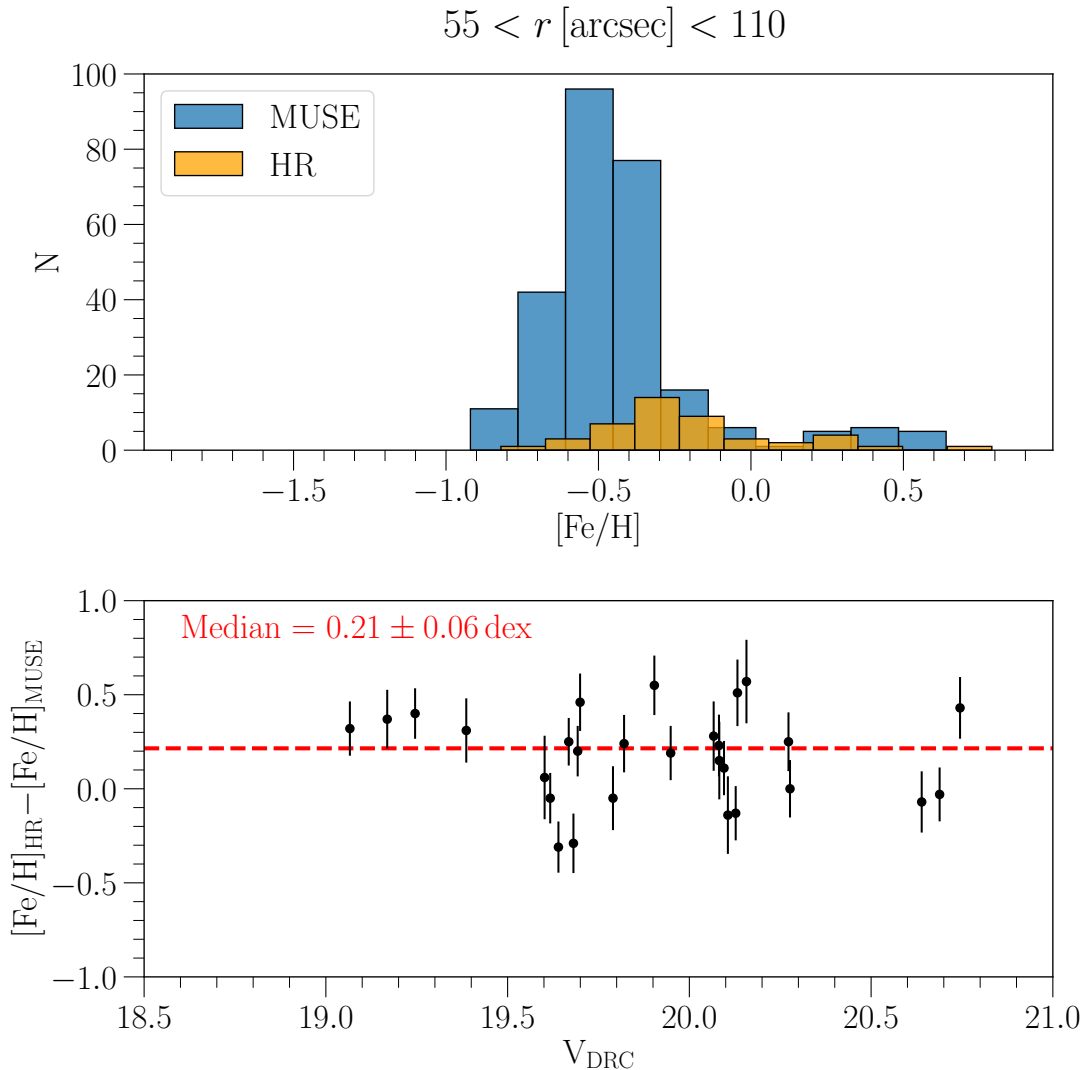 55 < r [arcsec] < 110
100
80
60
40
20
0
N
MUSE
HR
−1.5 −1.0 −0.5 0.0 0.5
[Fe/H]
1.0
0.5
0.0
−0.5
−1.0
[Fe/H]HR−[Fe/H]MUSE
Median = 0.21 ± 0.06 dex
18.5 19.0 19.5 20.0 20.5 21.0
VDRC